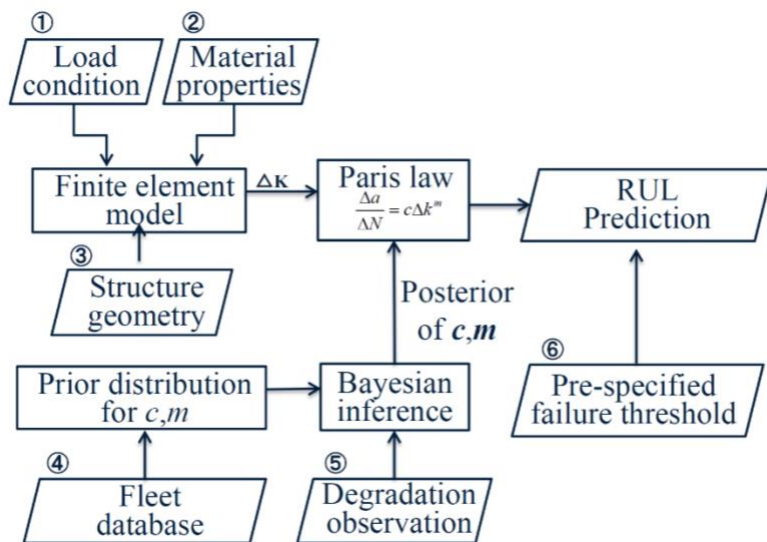 ①
Load
condition
②
Material
properties
Finite element
model
ΔK
Paris law
Δa/ΔN = cΔk^m
RUL
Prediction
③
Structure
geometry
Posterior
of c,m
Prior distribution
for c,m
Bayesian
inference
⑥
Pre-specified
failure threshold
④
Fleet
database
⑤
Degradation
observation